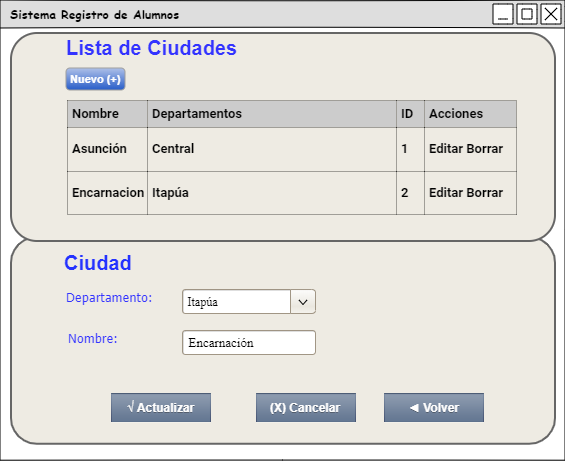 Sistema Registro de Alumnos
Lista de Ciudades
Nuevo (+)
Nombre Departamentos ID Acciones
Asunción Central 1 Editar Borrar
Encarnacion Itapúa 2 Editar Borrar
Ciudad
Departamento: Itapúa
Nombre: Encarnación
√ Actualizar (X) Cancelar ◄ Volver